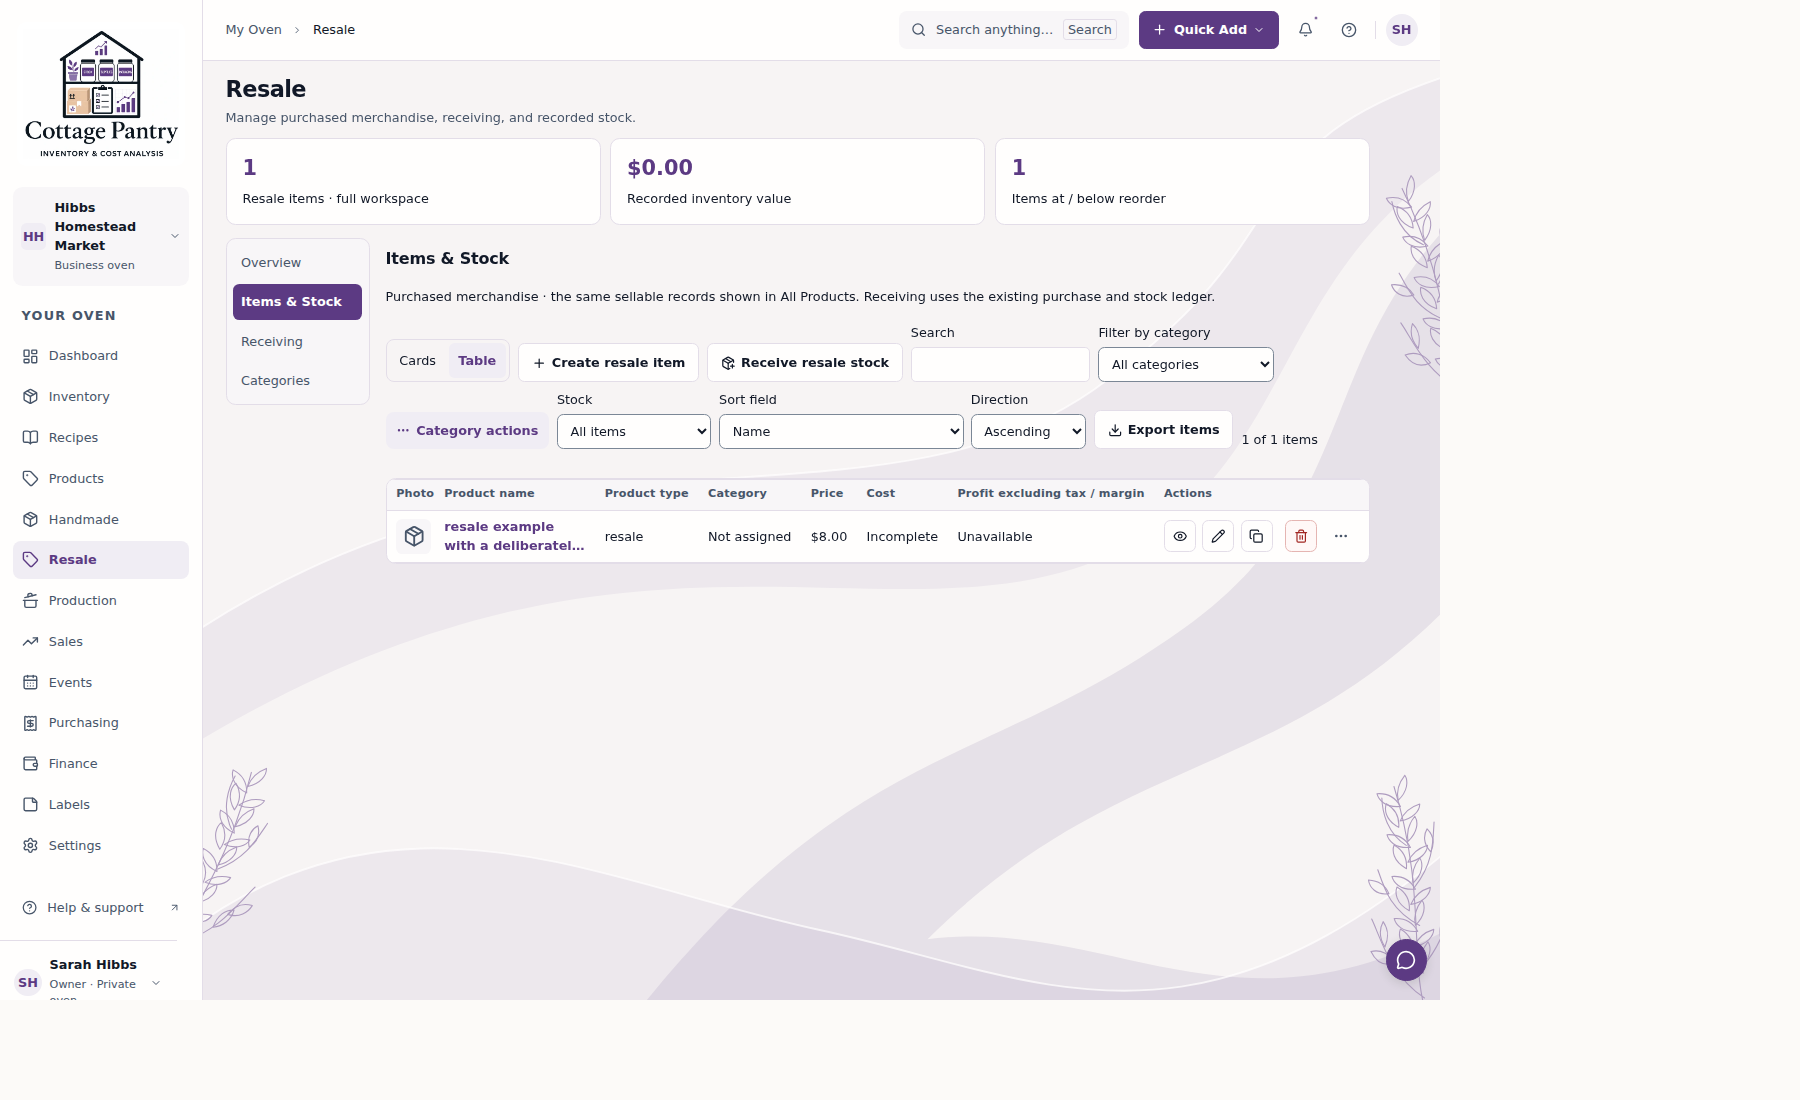 Cottage Pantry
INVENTORY & COST ANALYSIS
HH
Hibbs
Homestead
Market
Business oven
YOUR OVEN
Dashboard
Inventory
Recipes
Products
Handmade
Resale
Production
Sales
Events
Purchasing
Finance
Labels
Settings
Help & support
SH
Sarah Hibbs
Owner · Private
My Oven › Resale
Search anything... Search
Quick Add
SH
Resale
Manage purchased merchandise, receiving, and recorded stock.
1
Resale items · full workspace
$0.00
Recorded inventory value
1
Items at / below reorder
Overview
Items & Stock
Receiving
Categories
Items & Stock
Purchased merchandise · the same sellable records shown in All Products. Receiving uses the existing purchase and stock ledger.
Search Filter by category
Cards Table Create resale item Receive resale stock All categories
Stock Sort field Direction
Category actions All items Name Ascending Export items 1 of 1 items
Photo Product name Product type Category Price Cost Profit excluding tax / margin Actions
resale example
with a deliberatel...
resale Not assigned $8.00 Incomplete Unavailable